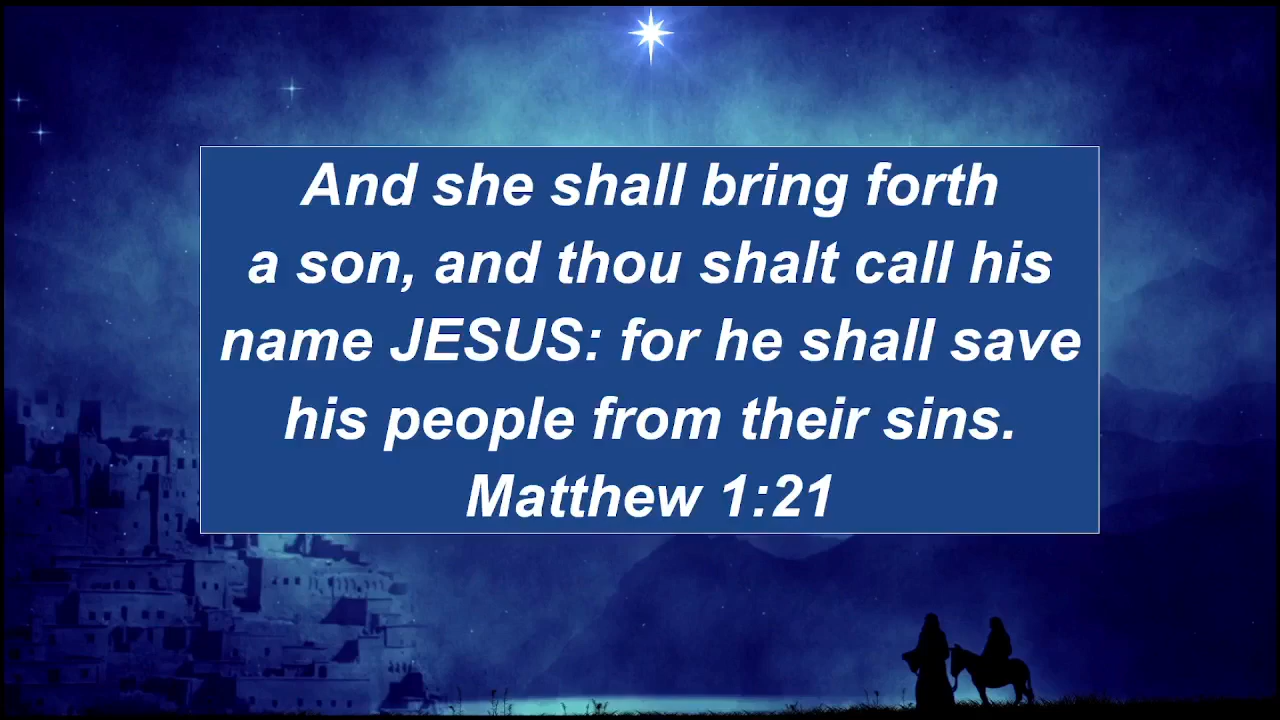 And she shall bring forth
a son, and thou shalt call his
name JESUS: for he shall save
his people from their sins.
Matthew 1:21